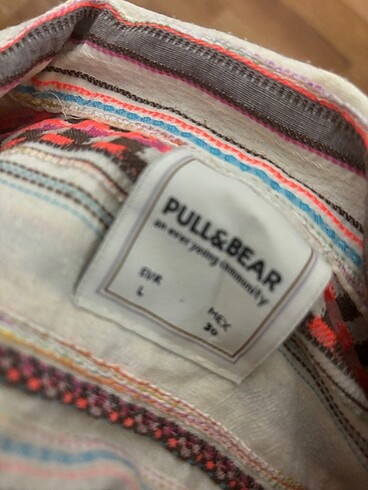 PULL&BEAR
an ever young community
EUR MEX
L 30